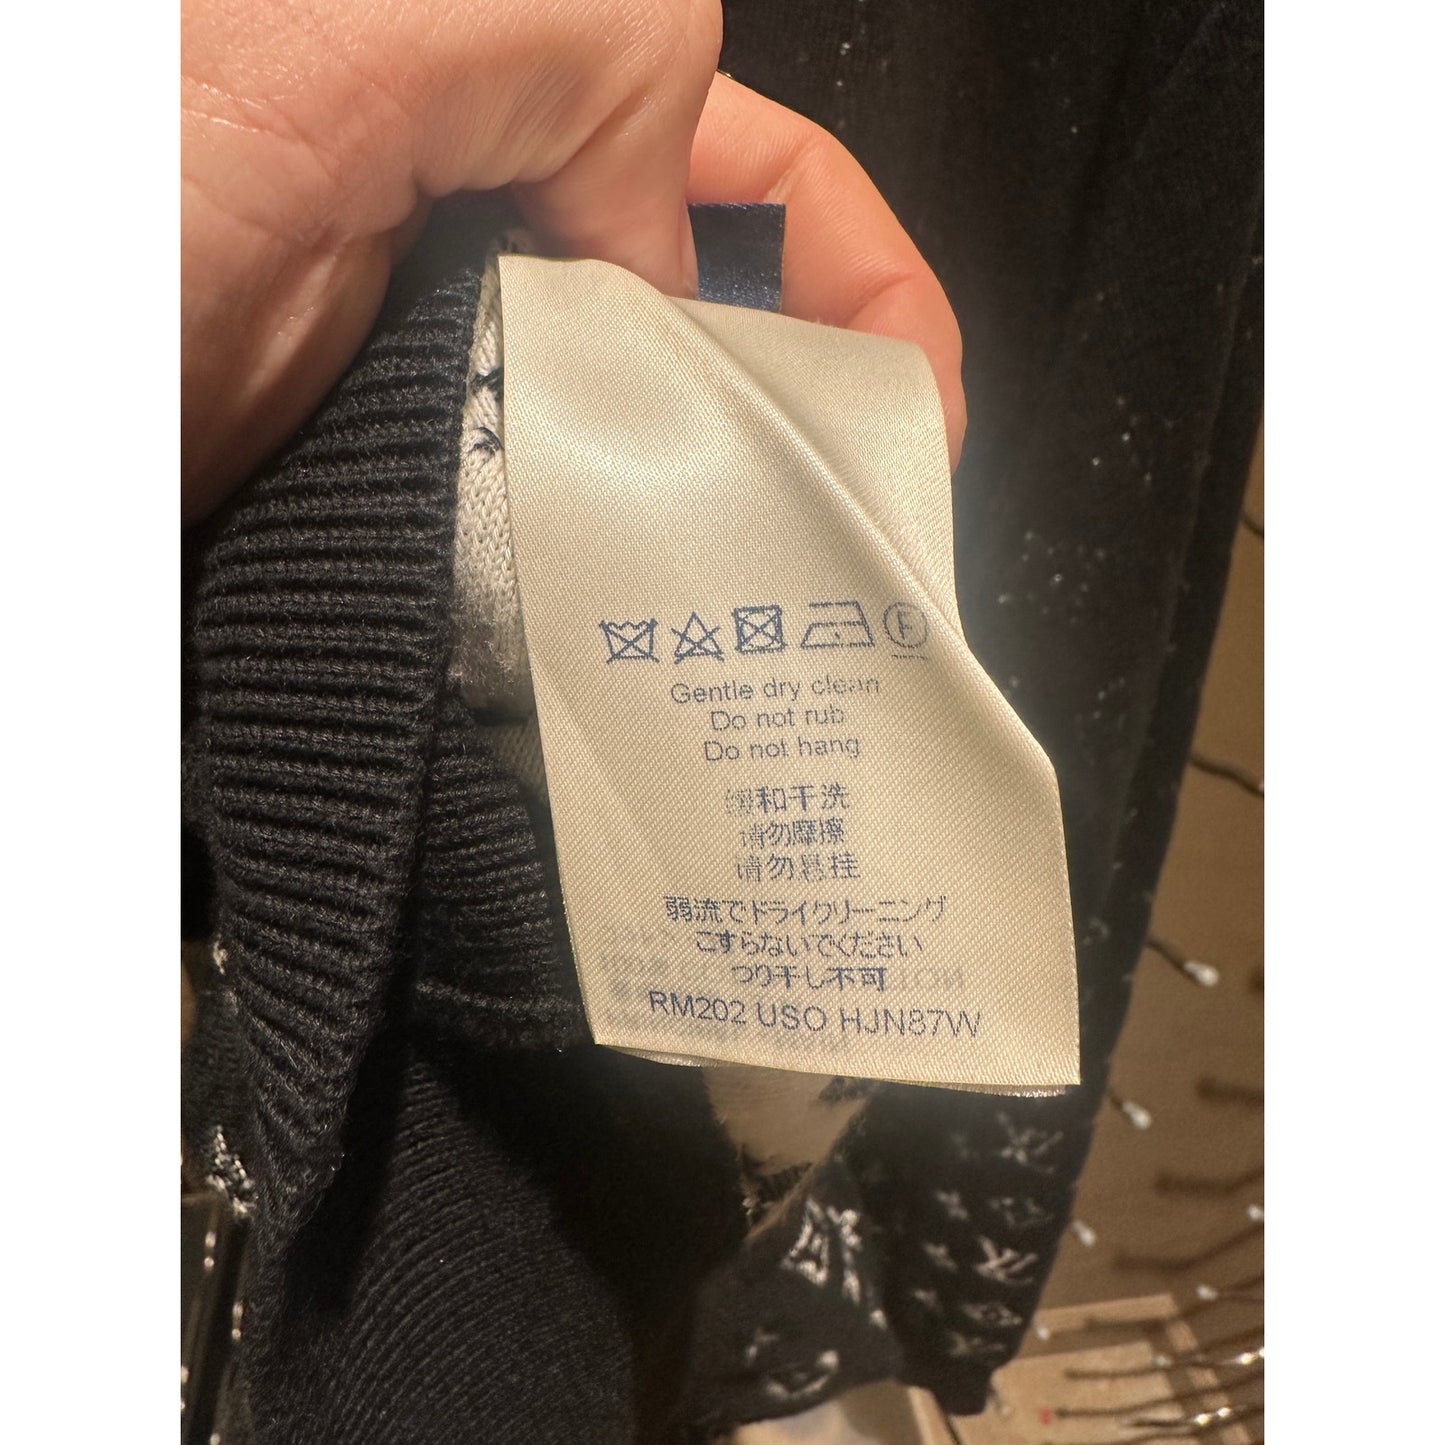 F
Gentle dry clean
Do not rub
Do not hang
缓和干洗
请勿摩擦
请勿悬挂
弱流でドライクリーニング
こすらないでください
つり干し不可
RM202 USO HJN87W